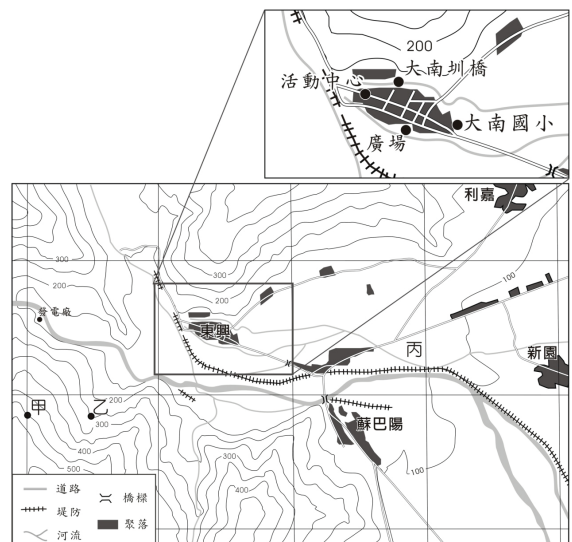 200
大南圳橋
活動中心
大南國小
廣場
利嘉
300
300
200
200
100
發電廠
東興
丙
新園
甲
乙
200
300
蘇巴陽
400
500
300
400
100
400
道路
橋樑
堤防
聚落
河流